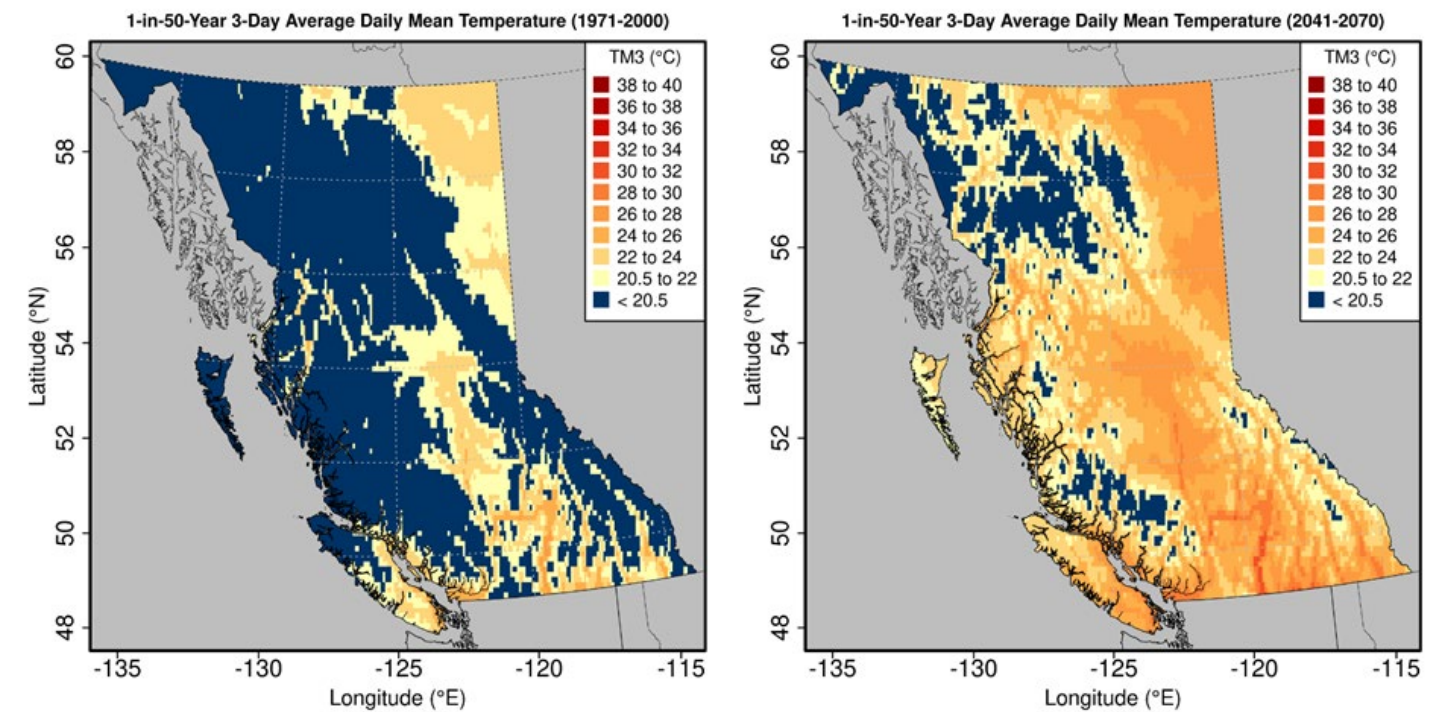 1-in-50-Year 3-Day Average Daily Mean Temperature (1971-2000)
60
58
56
54
52
50
48
Latitude (°N)
-135
-130
-125
-120
-115
Longitude (°E)
TM3 (°C)
38 to 40
36 to 38
34 to 36
32 to 34
30 to 32
28 to 30
26 to 28
24 to 26
22 to 24
20.5 to 22
< 20.5
1-in-50-Year 3-Day Average Daily Mean Temperature (2041-2070)
60
58
56
54
52
50
48
Latitude (°N)
-135
-130
-125
-120
-115
Longitude (°E)
TM3 (°C)
38 to 40
36 to 38
34 to 36
32 to 34
30 to 32
28 to 30
26 to 28
24 to 26
22 to 24
20.5 to 22
< 20.5